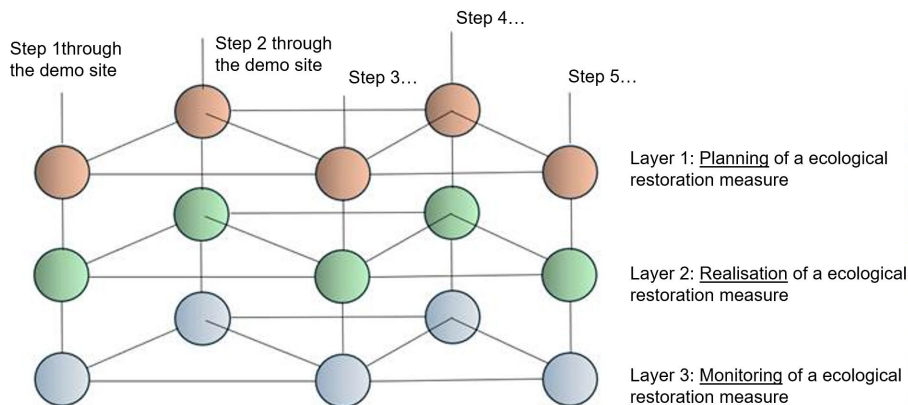 Step 1through
the demo site
Step 2 through
the demo site
Step 3…
Step 4…
Step 5…
Layer 1: Planning of a ecological
restoration measure
Layer 2: Realisation of a ecological
restoration measure
Layer 3: Monitoring of a ecological
restoration measure